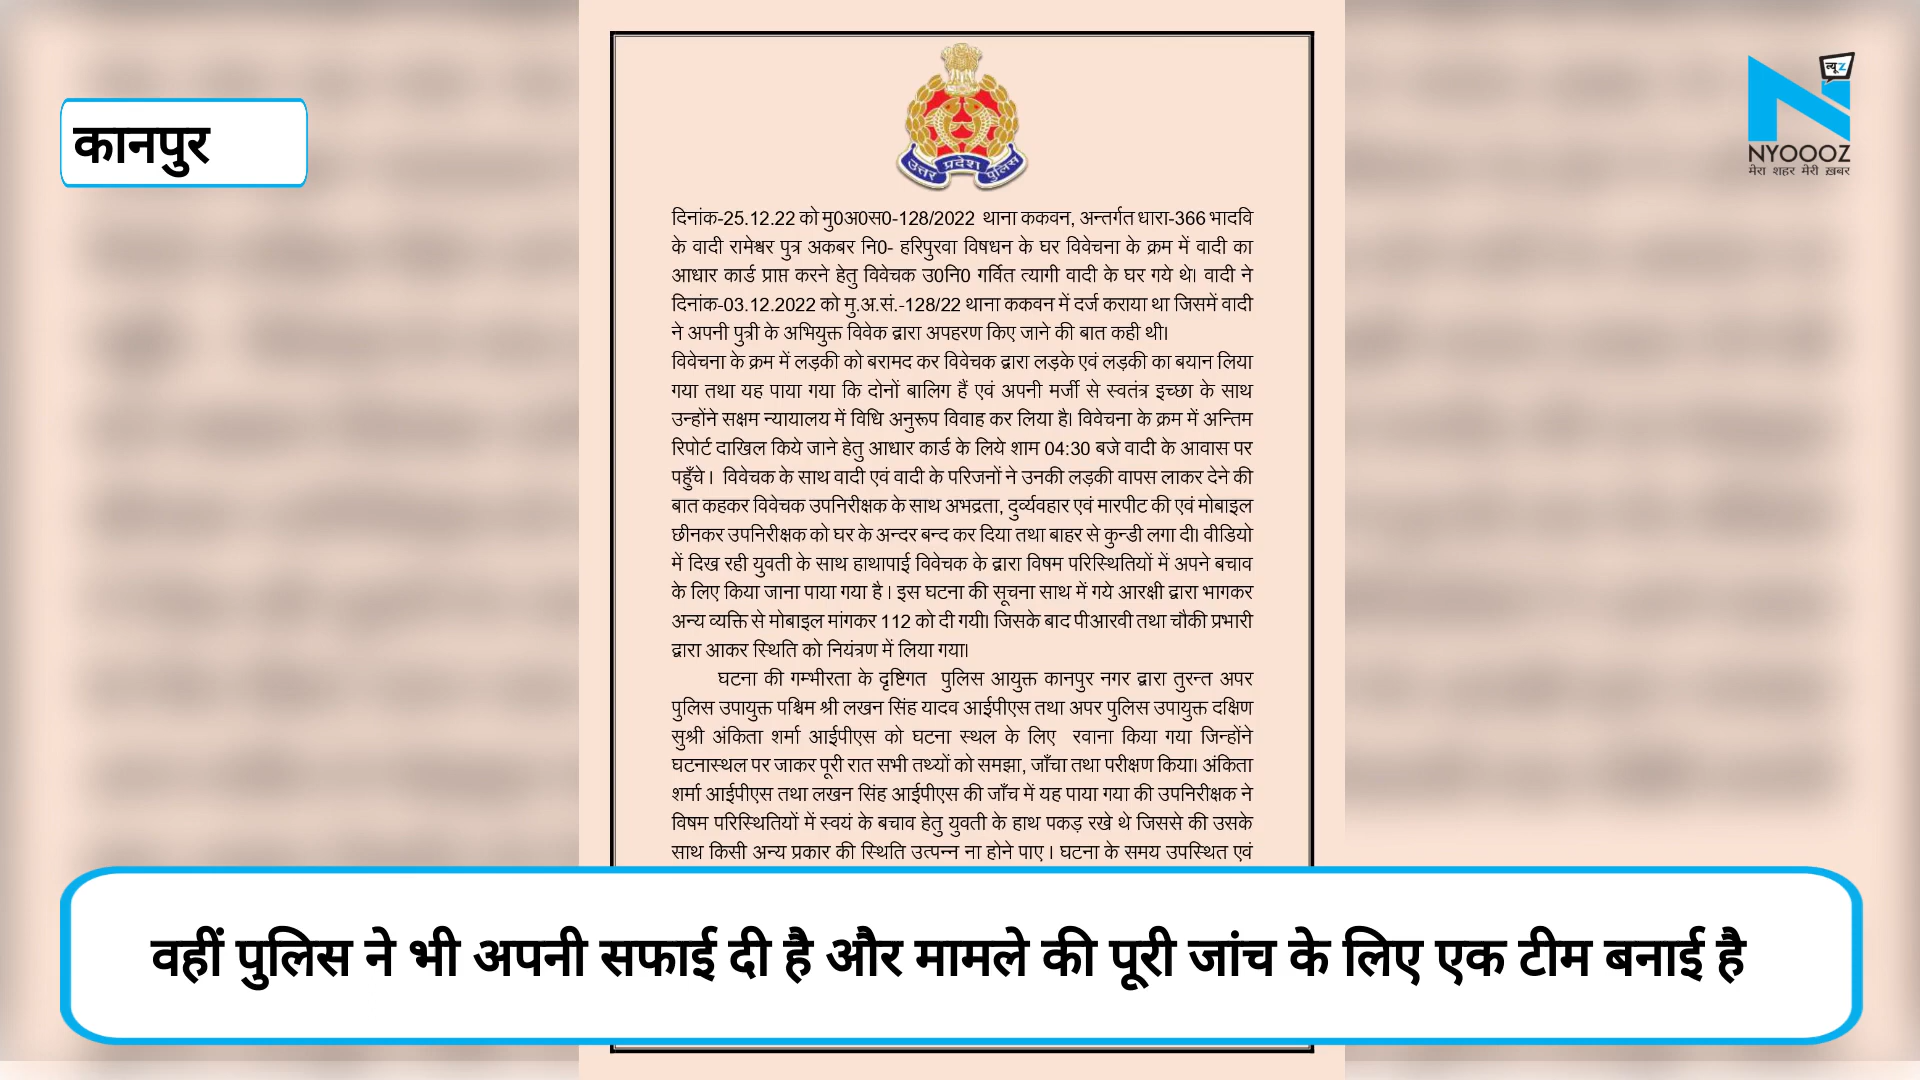 कानपुर
न्यूz
NYOOOZ
मेरा शहर मेरी ख़बर
उत्तर प्रदेश पुलिस
दिनांक-25.12.22 को मु0अ0स0-128/2022 थाना ककवन, अन्तर्गत धारा-366 भादवि
के वादी रामेश्वर पुत्र अकबर नि0- हरिपुरवा विषधन के घर विवेचना के क्रम में वादी का
आधार कार्ड प्राप्त करने हेतु विवेचक उ0नि0 गर्वित त्यागी वादी के घर गये थे। वादी ने
दिनांक-03.12.2022 को मु.अ.सं.-128/22 थाना ककवन में दर्ज कराया था जिसमें वादी
ने अपनी पुत्री के अभियुक्त विवेक द्वारा अपहरण किए जाने की बात कही थी।
विवेचना के क्रम में लड़की को बरामद कर विवेचक द्वारा लड़के एवं लड़की का बयान लिया
गया तथा यह पाया गया कि दोनों बालिग हैं एवं अपनी मर्जी से स्वतंत्र इच्छा के साथ
उन्होंने सक्षम न्यायालय में विधि अनुरूप विवाह कर लिया है। विवेचना के क्रम में अन्तिम
रिपोर्ट दाखिल किये जाने हेतु आधार कार्ड के लिये शाम 04:30 बजे वादी के आवास पर
पहुँचे । विवेचक के साथ वादी एवं वादी के परिजनों ने उनकी लड़की वापस लाकर देने की
बात कहकर विवेचक उपनिरीक्षक के साथ अभद्रता, दुर्व्यवहार एवं मारपीट की एवं मोबाइल
छीनकर उपनिरीक्षक को घर के अन्दर बन्द कर दिया तथा बाहर से कुन्डी लगा दी। वीडियो
में दिख रही युवती के साथ हाथापाई विवेचक के द्वारा विषम परिस्थितियों में अपने बचाव
के लिए किया जाना पाया गया है । इस घटना की सूचना साथ में गये आरक्षी द्वारा भागकर
अन्य व्यक्ति से मोबाइल मांगकर 112 को दी गयी। जिसके बाद पीआरवी तथा चौकी प्रभारी
द्वारा आकर स्थिति को नियंत्रण में लिया गया।
घटना की गम्भीरता के दृष्टिगत पुलिस आयुक्त कानपुर नगर द्वारा तुरन्त अपर
पुलिस उपायुक्त पश्चिम श्री लखन सिंह यादव आईपीएस तथा अपर पुलिस उपायुक्त दक्षिण
सुश्री अंकिता शर्मा आईपीएस को घटना स्थल के लिए रवाना किया गया जिन्होंने
घटनास्थल पर जाकर पूरी रात सभी तथ्यों को समझा, जाँचा तथा परीक्षण किया। अंकिता
शर्मा आईपीएस तथा लखन सिंह आईपीएस की जाँच में यह पाया गया की उपनिरीक्षक ने
विषम परिस्थितियों में स्वयं के बचाव हेतु युवती के हाथ पकड़ रखे थे जिससे की उसके
साथ किसी अन्य प्रकार की स्थिति उत्पन्न ना होने पाए । घटना के समय उपस्थित एवं
वहीं पुलिस ने भी अपनी सफाई दी है और मामले की पूरी जांच के लिए एक टीम बनाई है